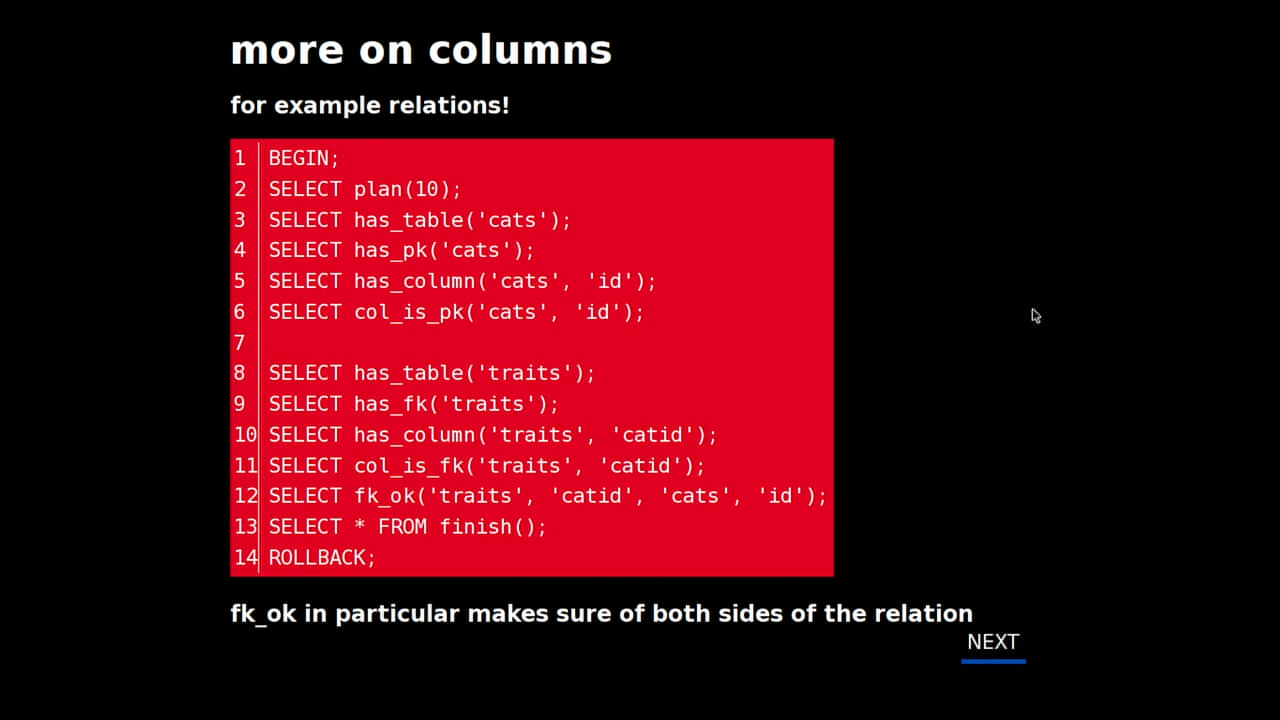 more on columns
for example relations!
1 BEGIN;
2 SELECT plan(10);
3 SELECT has_table('cats');
4 SELECT has_pk('cats');
5 SELECT has_column('cats', 'id');
6 SELECT col_is_pk('cats', 'id');
7
8 SELECT has_table('traits');
9 SELECT has_fk('traits');
10 SELECT has_column('traits', 'catid');
11 SELECT col_is_fk('traits', 'catid');
12 SELECT fk_ok('traits', 'catid', 'cats', 'id');
13 SELECT * FROM finish();
14 ROLLBACK;
fk_ok in particular makes sure of both sides of the relation
NEXT